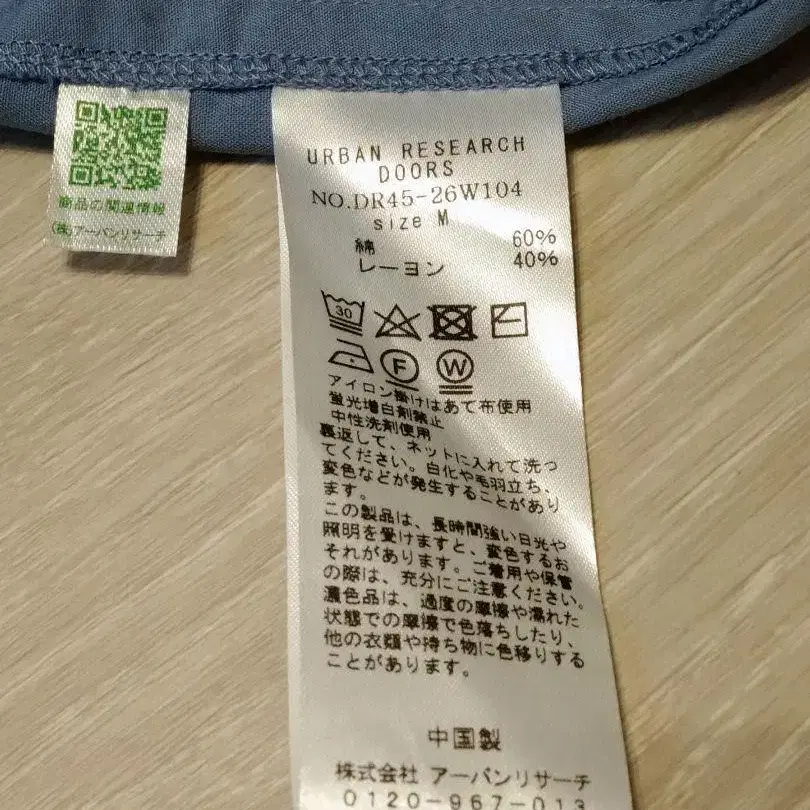 商品の関連情報
(株)アーバンリサーチ
URBAN RESEARCH
DOORS
NO.DR45-26W104
size M
綿 60%
レーヨン 40%
30
F W
アイロン掛けはあて布使用
蛍光増白剤禁止
中性洗剤使用
裏返して、ネットに入れて洗っ
てください。白化や毛羽立ち、
変色などが発生することがあり
ます。
この製品は、長時間強い日光や
照明を受けますと、変色するお
それがあります。ご着用や保管
の際は、充分にご注意ください。
濃色品は、過度の摩擦や濡れた
状態での摩擦で色落ちしたり、
他の衣類や持ち物に色移りする
ことがあります。
中国製
株式会社 アーバンリサーチ
0120-967-013